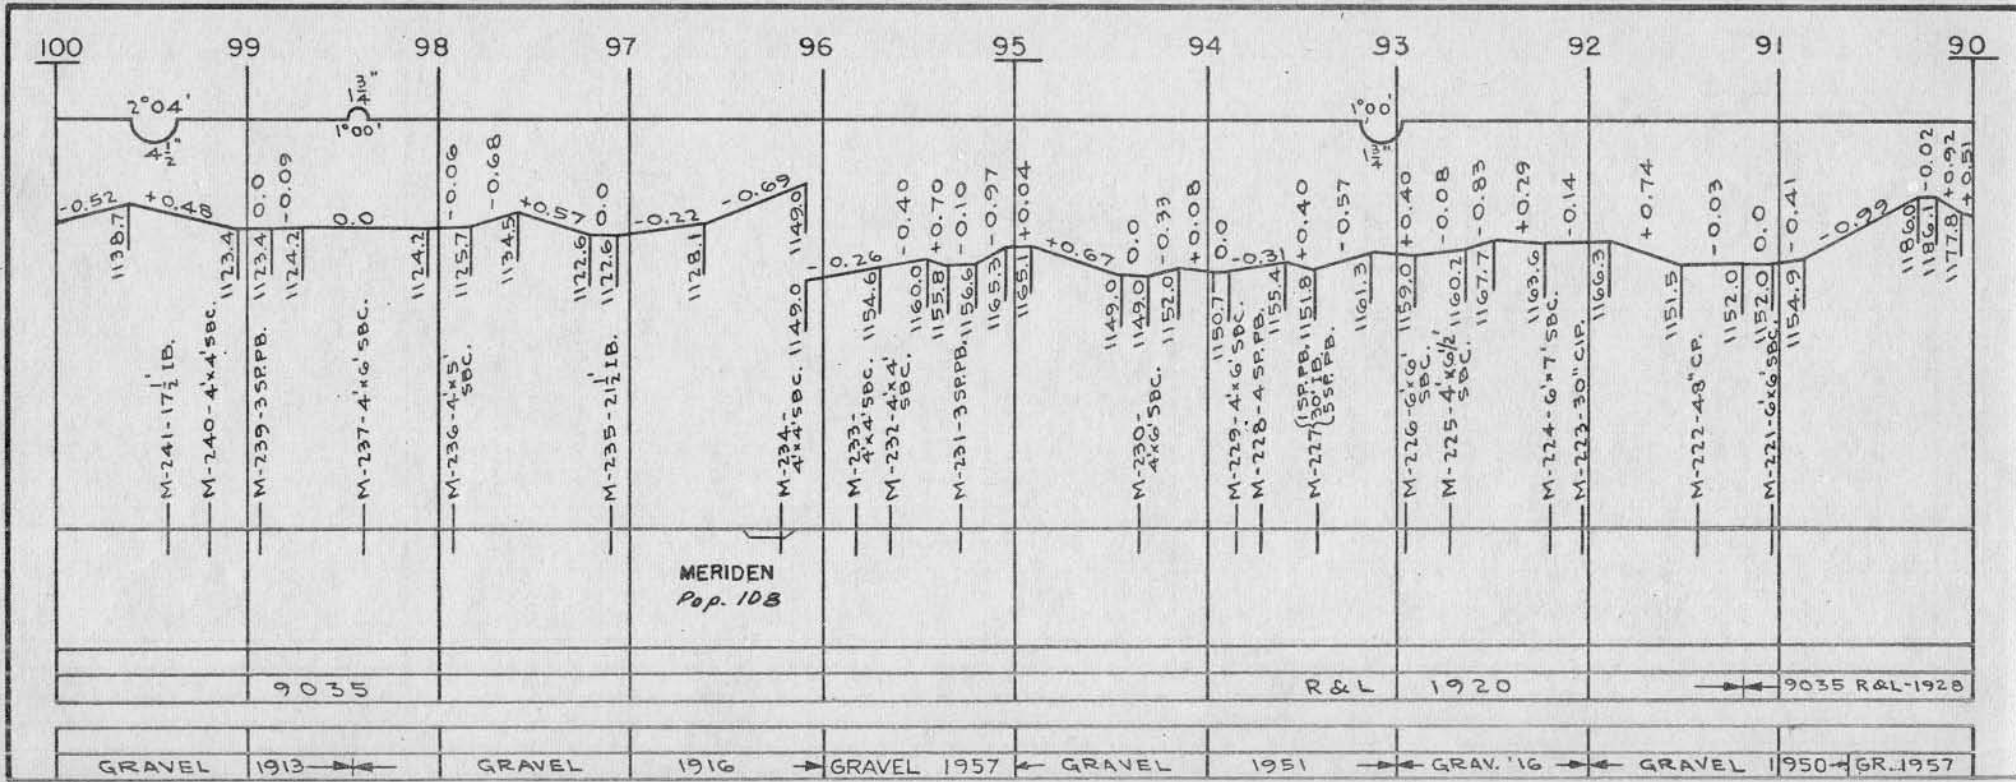 100 99 98 97 96 95 94 93 92 91 90
2°04'
4½"
1¾"
1°00'
1°00'
1¾"
-0.52 +0.48 0.0 -0.09 0.0 -0.06 -0.68 +0.57 0.0 -0.22 -0.69 0.26 -0.40 +0.70 -0.10 -0.97 +0.04 +0.67 0.0 -0.33 +0.08 0.0 -0.31 +0.40 -0.57 +0.40 -0.08 -0.83 +0.29 -0.14 +0.74 -0.03 0.0 -0.41 -0.99 -0.02 +0.92 +0.51
1138.7 1123.4 1123.4 1124.2 1124.2 1125.7 1134.5 1122.6 1122.6 1128.1 1149.0 1149.0 1154.6 1160.0 1155.8 1156.6 1165.3 1165.1 1149.0 1149.0 1152.0 1150.7 1155.4 1151.8 1161.3 1159.0 1160.2 1167.7 1163.6 1166.3 1151.5 1152.0 1152.0 1154.9 1186.0 1186.1 1177.8
M-241-17½' IB.
M-240-4'x4' SBC.
M-239-3 SP.PB.
M-237-4'x6' SBC.
M-236-4'x5'
SBC.
M-235-21½' IB.
M-234-
4'x4' SBC.
M-233-
4'x4' SBC.
M-232-4'x4'
SBC.
M-231-3 SP.PB.
M-230-
4'x6' SBC.
M-229-4'x6' SBC.
M-228-4 SP. PB.
M-227 {1 SP.PB.
{30' IB.
{5 SP. PB.
M-226-6'x6'
SBC.
M-225-4'x6½'
SBC.
M-224-6'x7' SBC.
M-223-30" CIP.
M-222-48" CP.
M-221-6'x6' SBC.
MERIDEN
Pop. 108
9035 R & L 1920 9035 R&L-1928
GRAVEL 1913 GRAVEL 1916 GRAVEL 1957 GRAVEL 1951 GRAV. '16 GRAVEL 1950 GR. 1957